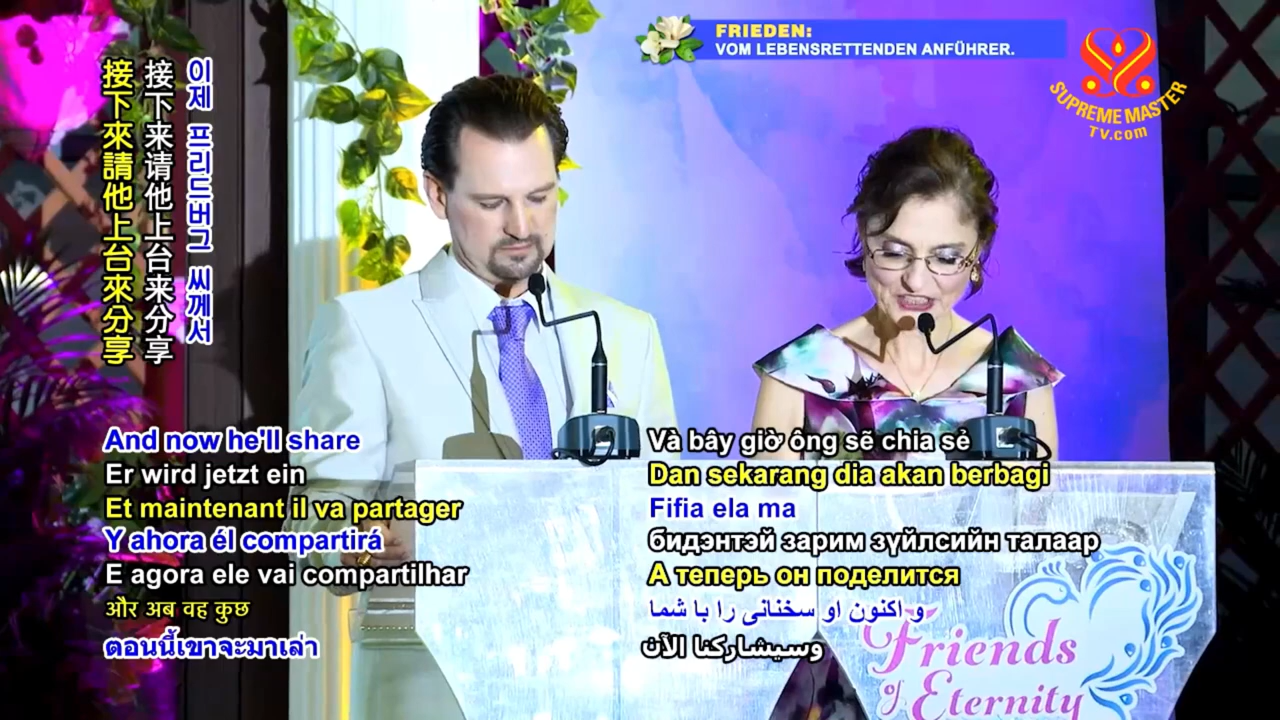 FRIEDEN:
VOM LEBENSRETTENDEN ANFÜHRER.
SUPREME MASTER
TV.com
이제 프리드버그 씨께서
接下来请他上台来分享
接下來請他上台來分享
And now he'll share
Er wird jetzt ein
Et maintenant il va partager
Y ahora él compartirá
E agora ele vai compartilhar
और अब वह कुछ
ตอนนี้เขาจะมาเล่า
Và bây giờ ông sẽ chia sẻ
Dan sekarang dia akan berbagi
Fifia ela ma
бидэнтэй зарим зүйлсийн талаар
А теперь он поделится
و اکنون او سخنانی را با شما
وسيشاركنا الآن
Friends
of Eternity